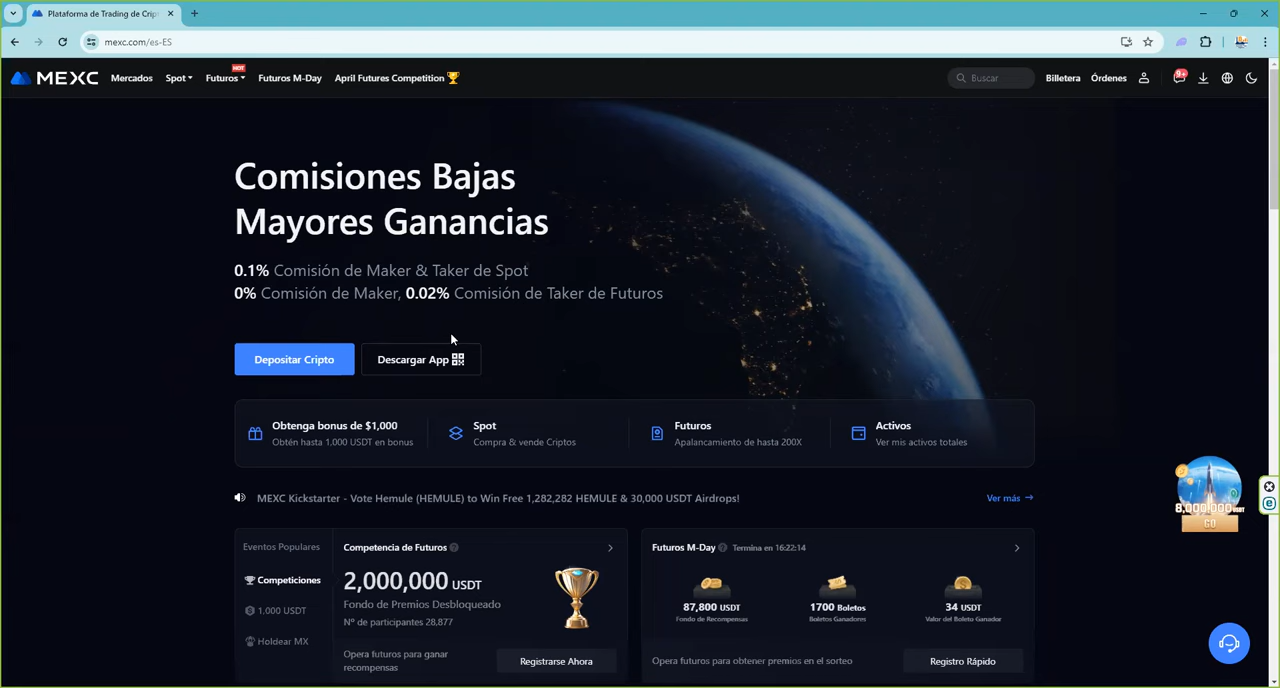 Plataforma de Trading de Crip
mexc.com/es-ES
MEXC
Mercados
Spot
Futuros
HOT
Futuros M-Day
April Futures Competition
Buscar
Billetera
Órdenes
9+
Comisiones Bajas
Mayores Ganancias
0.1% Comisión de Maker & Taker de Spot
0% Comisión de Maker, 0.02% Comisión de Taker de Futuros
Depositar Cripto
Descargar App
Obtenga bonus de $1,000
Obtén hasta 1,000 USDT en bonus
Spot
Compra & vende Criptos
Futuros
Apalancamiento de hasta 200X
Activos
Ver mis activos totales
MEXC Kickstarter - Vote Hemule (HEMULE) to Win Free 1,282,282 HEMULE & 30,000 USDT Airdrops!
Ver más →
8,000,000 USDT
GO
Eventos Populares
Competiciones
1,000 USDT
Holdear MX
Competencia de Futuros
2,000,000 USDT
Fondo de Premios Desbloqueado
Nº de participantes 28,877
Opera futuros para ganar
recompensas
Registrarse Ahora
Futuros M-Day
Termina en 16:22:14
87,800 USDT
Fondo de Recompensas
1700 Boletos
Boletos Ganadores
34 USDT
Valor del Boleto Ganador
Opera futuros para obtener premios en el sorteo
Registro Rápido